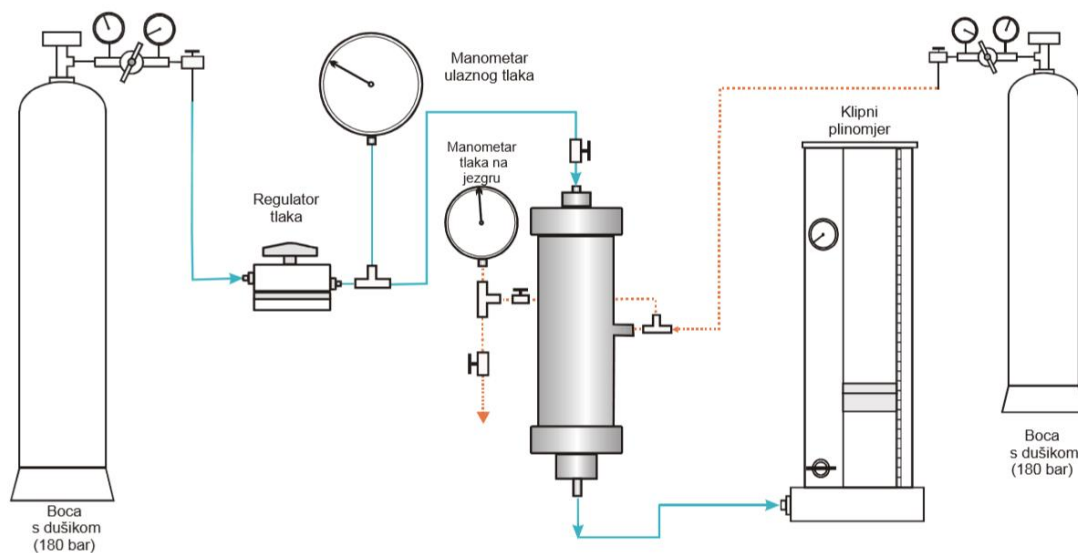 Manometar
ulaznog tlaka
Klipni
plinomjer
Manometar
tlaka na
jezgru
Regulator
tlaka
Boca
s dušikom
(180 bar)
Boca
s dušikom
(180 bar)